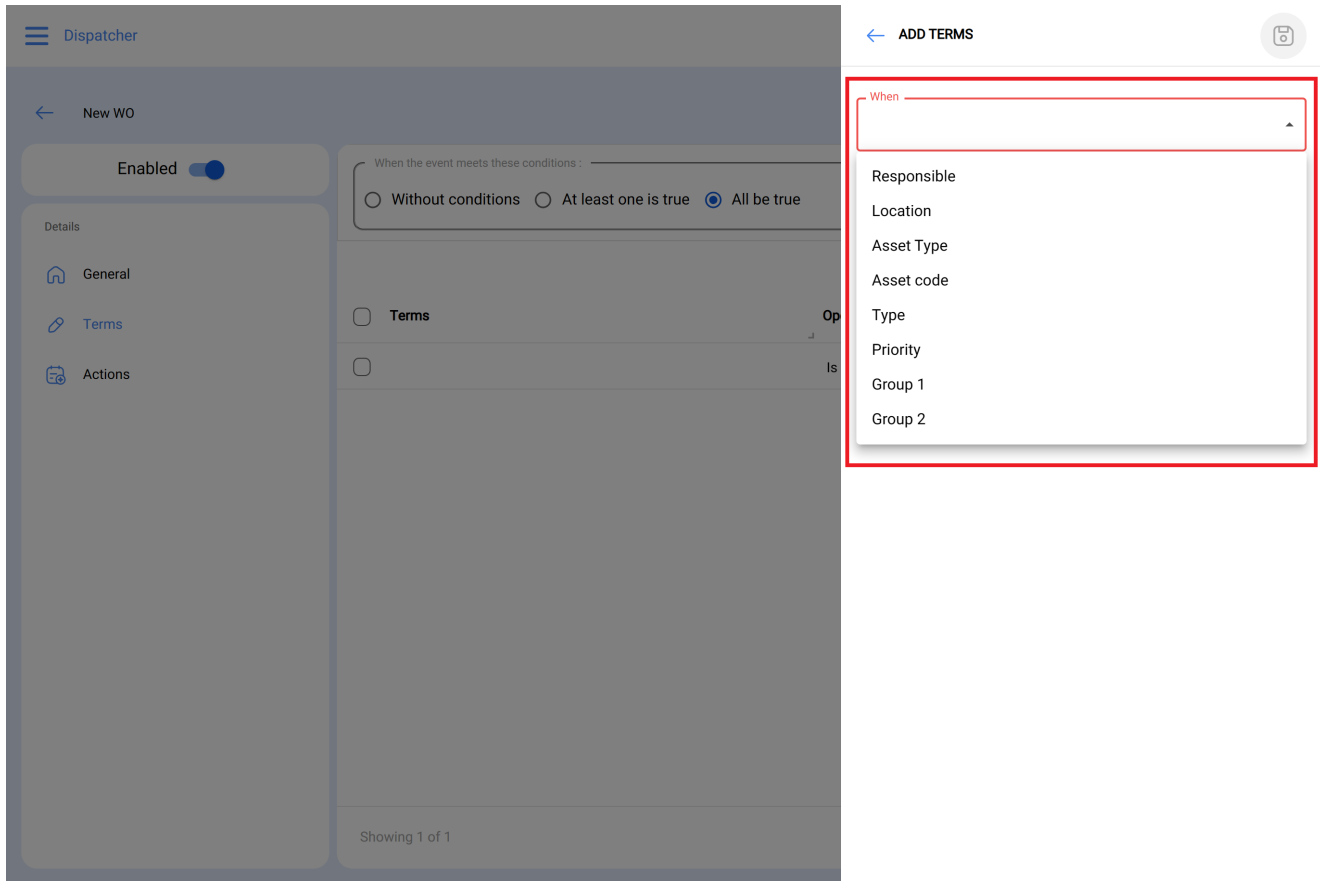 Dispatcher
New WO
Enabled
Details
General
Terms
Actions
When the event meets these conditions :
Without conditions At least one is true All be true
Terms
Is
Showing 1 of 1
ADD TERMS
When
Responsible
Location
Asset Type
Asset code
Type
Priority
Group 1
Group 2